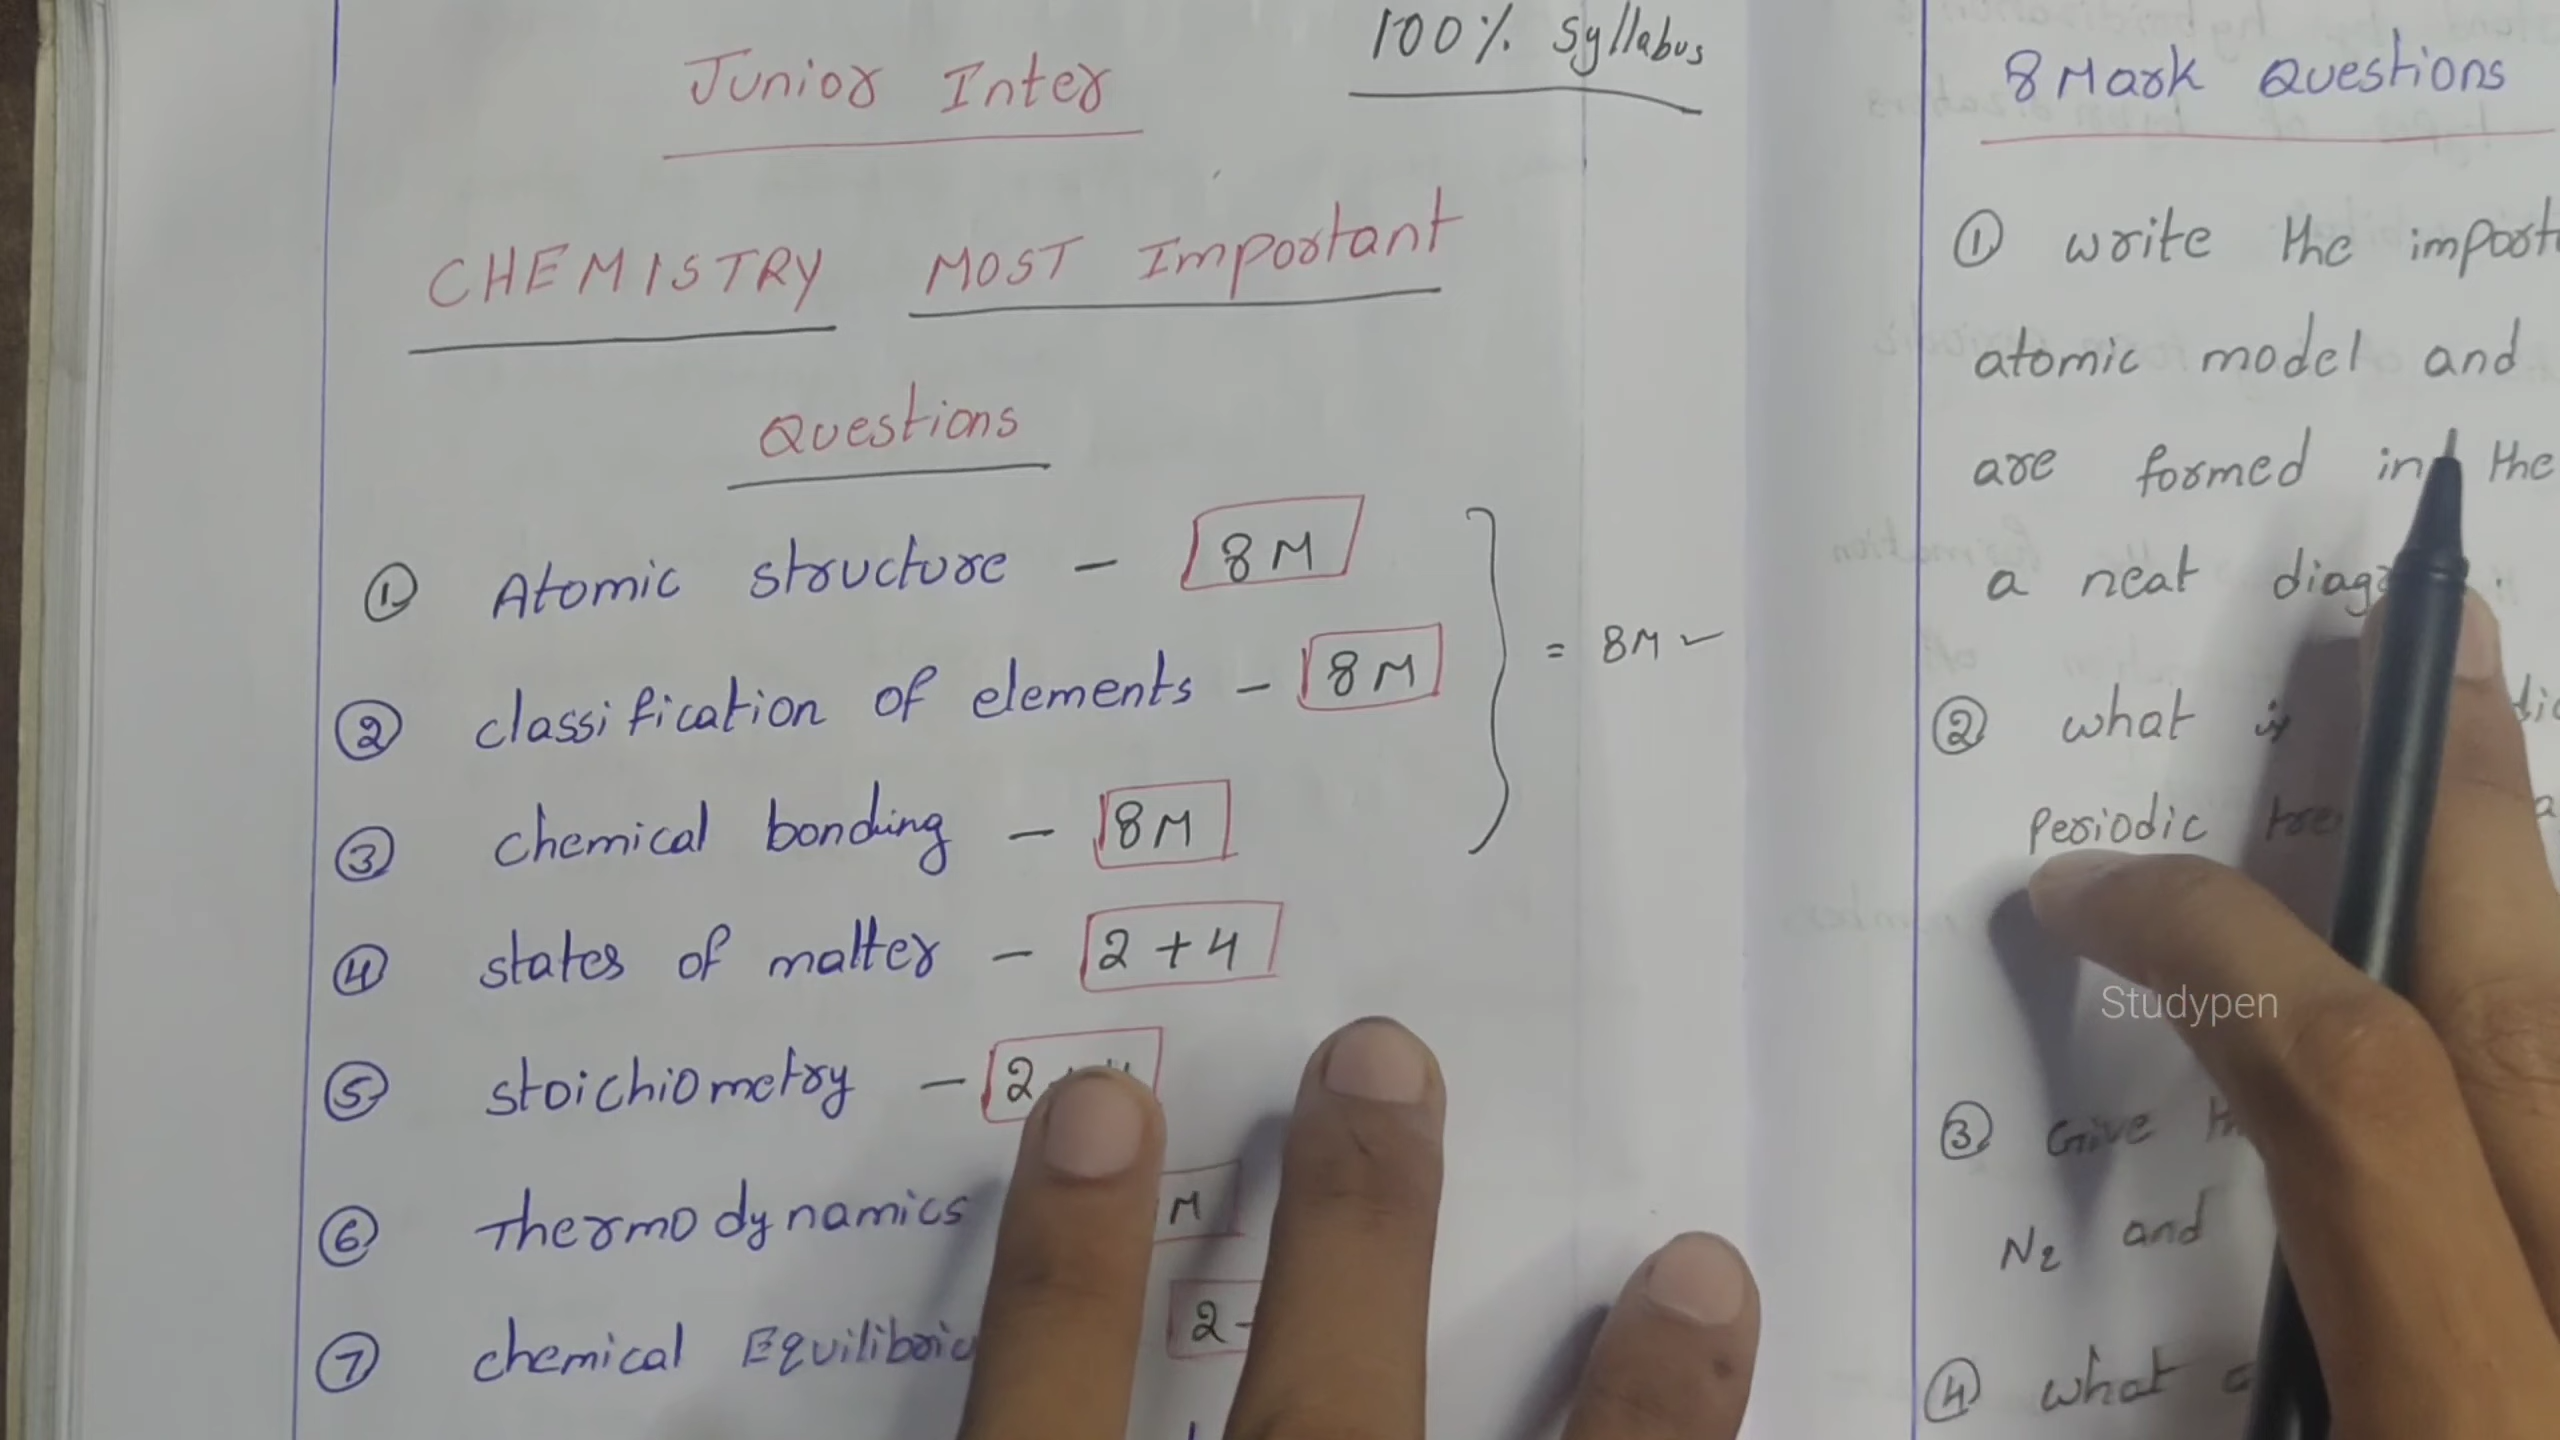 100% Syllabus
Junior Inter
CHEMISTRY MOST Important
Questions
① Atomic structure - 8M
② classification of elements - 8M
= 8M ✓
③ chemical bonding - 8M
④ states of matter - 2 + 4
⑤ stoichiometry - 2
⑥ Thermodynamics M
⑦ chemical 2
8 Mark Questions
① write the
atomic model and
are formed in the
a neat
② what is
Periodic
③ Give
N2 and
④ what
Studypen